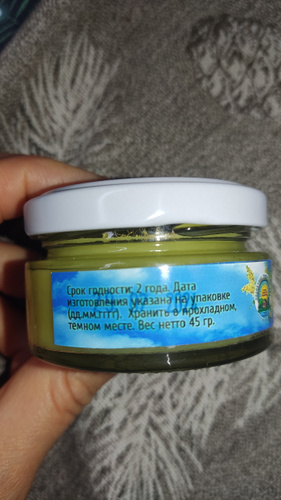 Срок годности: 2 года. Дата
изготовления указана на упаковке
(дд.мм.гггг). Хранить в прохладном,
темном месте. Вес нетто 45 гр.